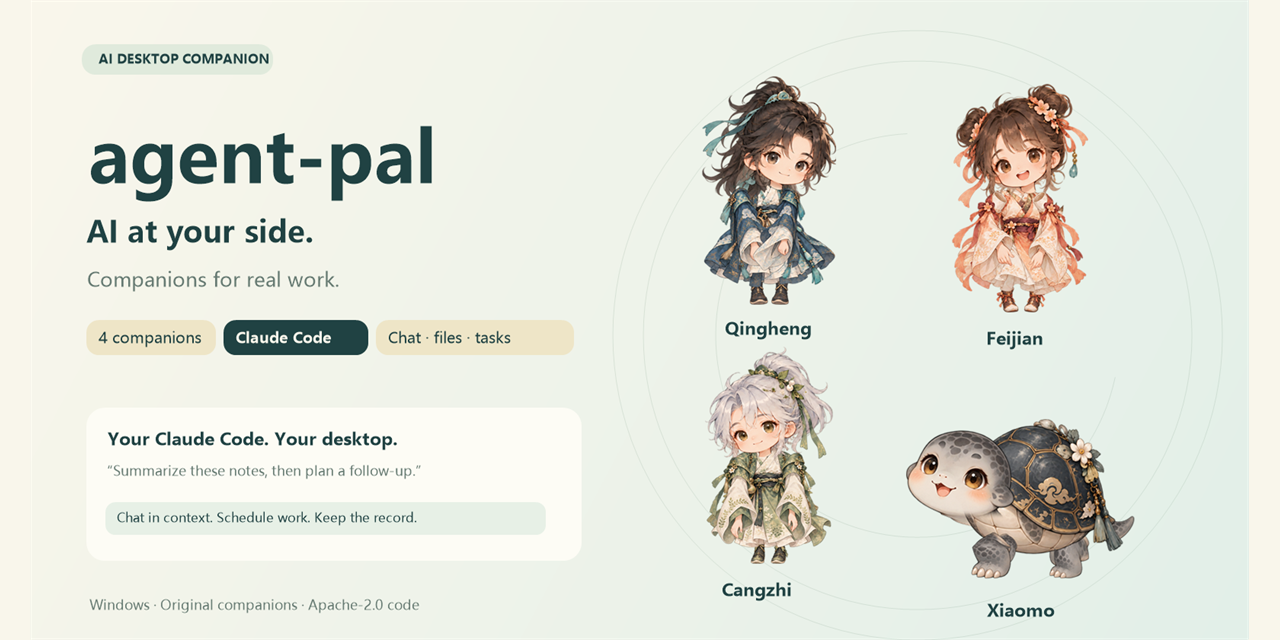 AI DESKTOP COMPANION
agent-pal
AI at your side.
Companions for real work.
4 companions
Claude Code
Chat · files · tasks
Your Claude Code. Your desktop.
“Summarize these notes, then plan a follow-up.”
Chat in context. Schedule work. Keep the record.
Windows · Original companions · Apache-2.0 code
Qingheng
Feijian
Cangzhi
Xiaomo